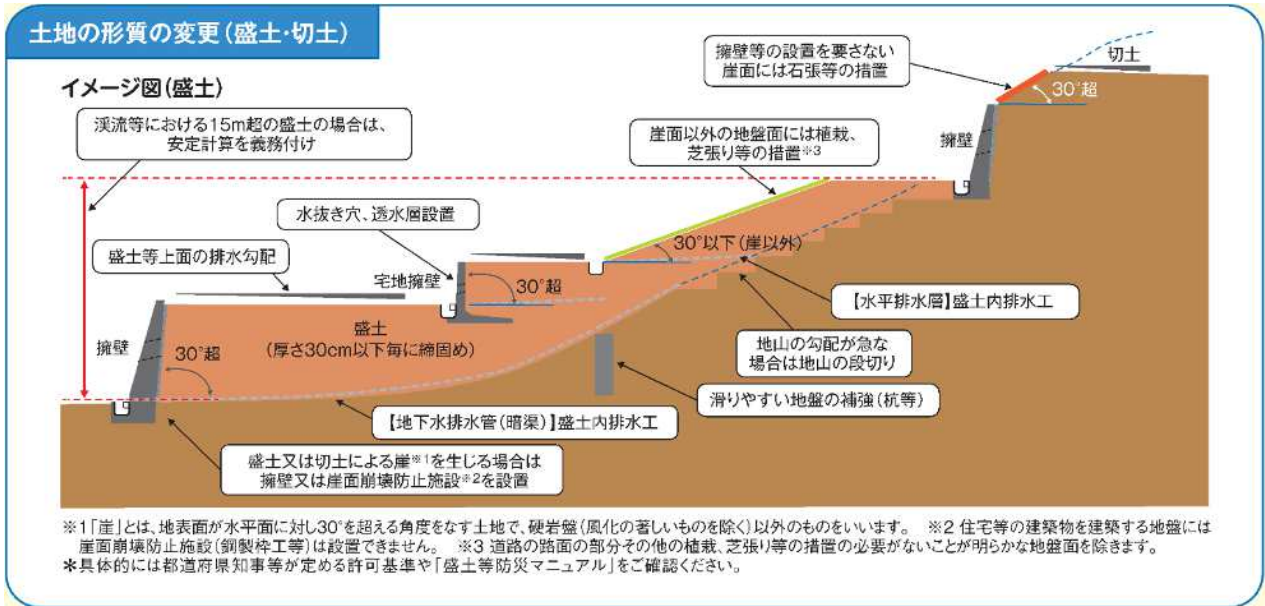 土地の形質の変更(盛土・切土)
イメージ図(盛土)
渓流等における15m超の盛土の場合は、
安定計算を義務付け
擁壁等の設置を要さない
崖面には石張等の措置
切土
30°超
擁壁
崖面以外の地盤面には植栽、
芝張り等の措置※3
水抜き穴、透水層設置
盛土等上面の排水勾配
宅地擁壁
30°超
30°以下(崖以外)
【水平排水層】盛土内排水工
擁壁
30°超
盛土
(厚さ30cm以下毎に締固め)
地山の勾配が急な
場合は地山の段切り
滑りやすい地盤の補強(杭等)
【地下水排水管(暗渠)】盛土内排水工
盛土又は切土による崖※1を生じる場合は
擁壁又は崖面崩壊防止施設※2を設置
※1「崖」とは、地表面が水平面に対し30°を超える角度をなす土地で、硬岩盤(風化の著しいものを除く)以外のものをいいます。 ※2 住宅等の建築物を建築する地盤には
崖面崩壊防止施設(鋼製枠工等)は設置できません。 ※3 道路の路面の部分その他の植栽、芝張り等の措置の必要がないことが明らかな地盤面を除きます。
＊具体的には都道府県知事等が定める許可基準や「盛土等防災マニュアル」をご確認ください。